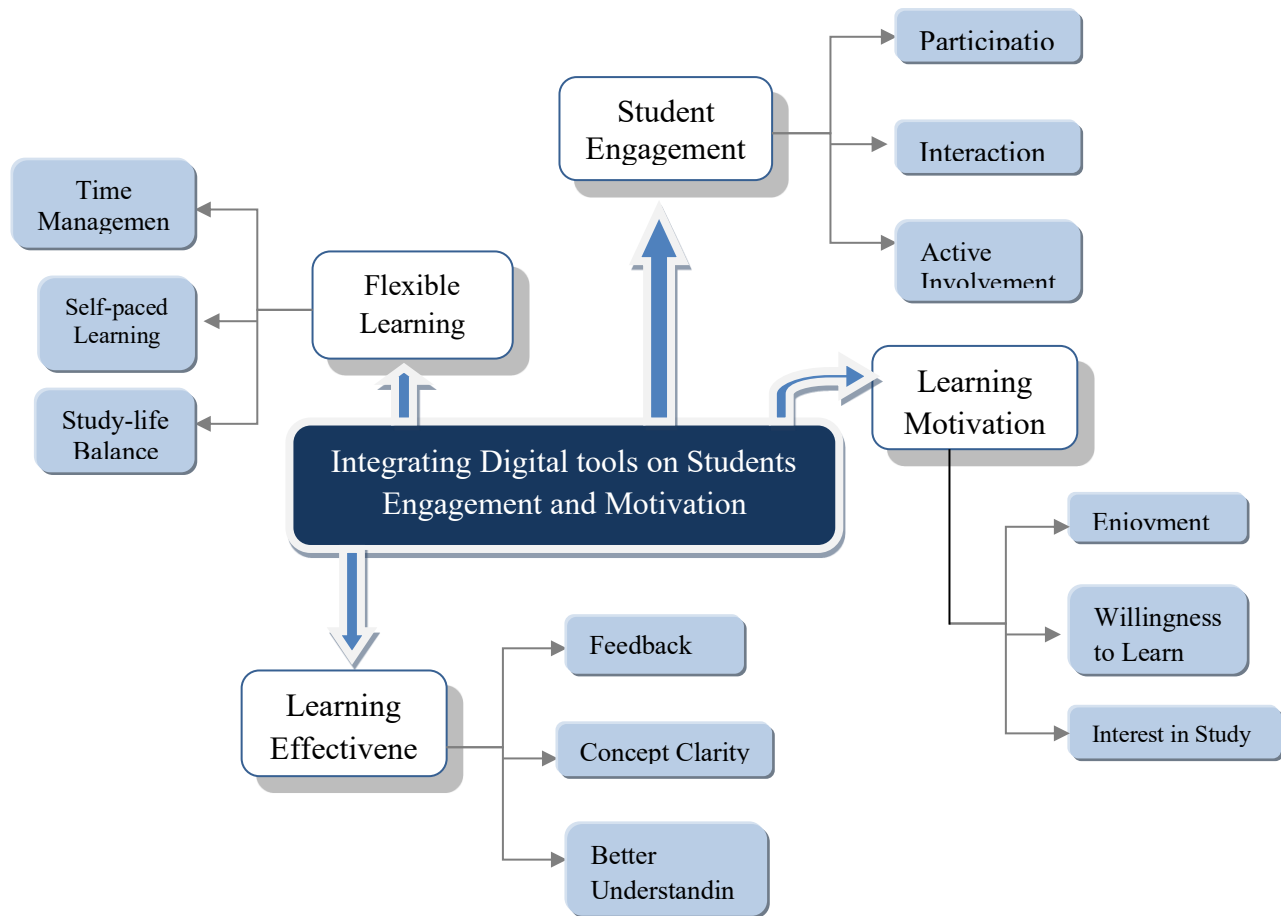 Participatio
Student
Engagement
Interaction
Active
Involvement
Time
Managemen
Self-paced
Learning
Study-life
Balance
Flexible
Learning
Learning
Motivation
Integrating Digital tools on Students
Engagement and Motivation
Enjoyment
Willingness
to Learn
Interest in Study
Learning
Effectivene
Feedback
Concept Clarity
Better
Understandin